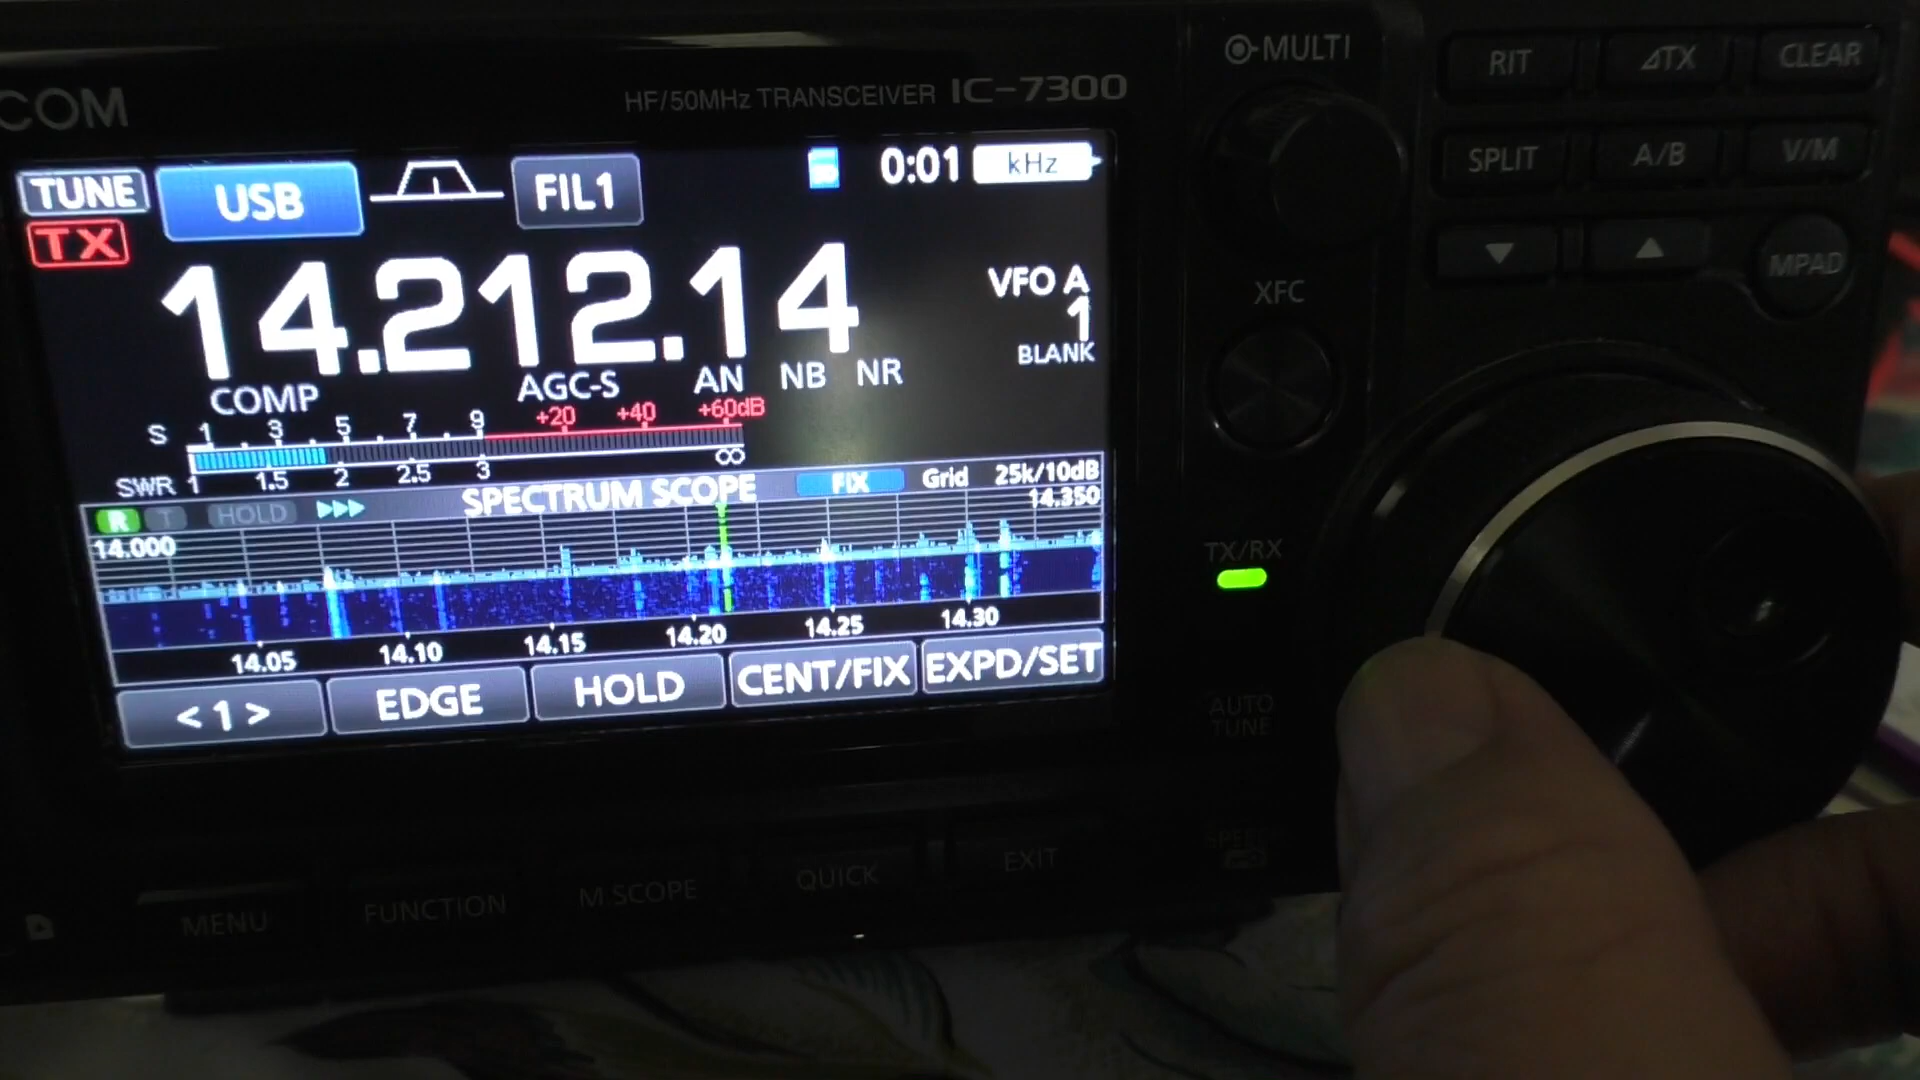 COM
HF/50MHz TRANSCEIVER IC-7300
MULTI
RIT
⊿TX
CLEAR
TUNE
USB
FIL1
0:01
kHz
SPLIT
A/B
V/M
TX
14.212.14
VFO A
1
BLANK
XFC
MPAD
COMP
AGC-S
AN
NB
NR
S 1 3 5 7 9 +20 +40 +60dB
SWR 1 1.5 2 2.5 3 ∞
R
T
HOLD
SPECTRUM SCOPE
FIX
Grid
25k/10dB
14.000
14.350
TX/RX
14.05 14.10 14.15 14.20 14.25 14.30
<1>
EDGE
HOLD
CENT/FIX
EXPD/SET
AUTO
TUNE
MENU
FUNCTION
M.SCOPE
QUICK
EXIT